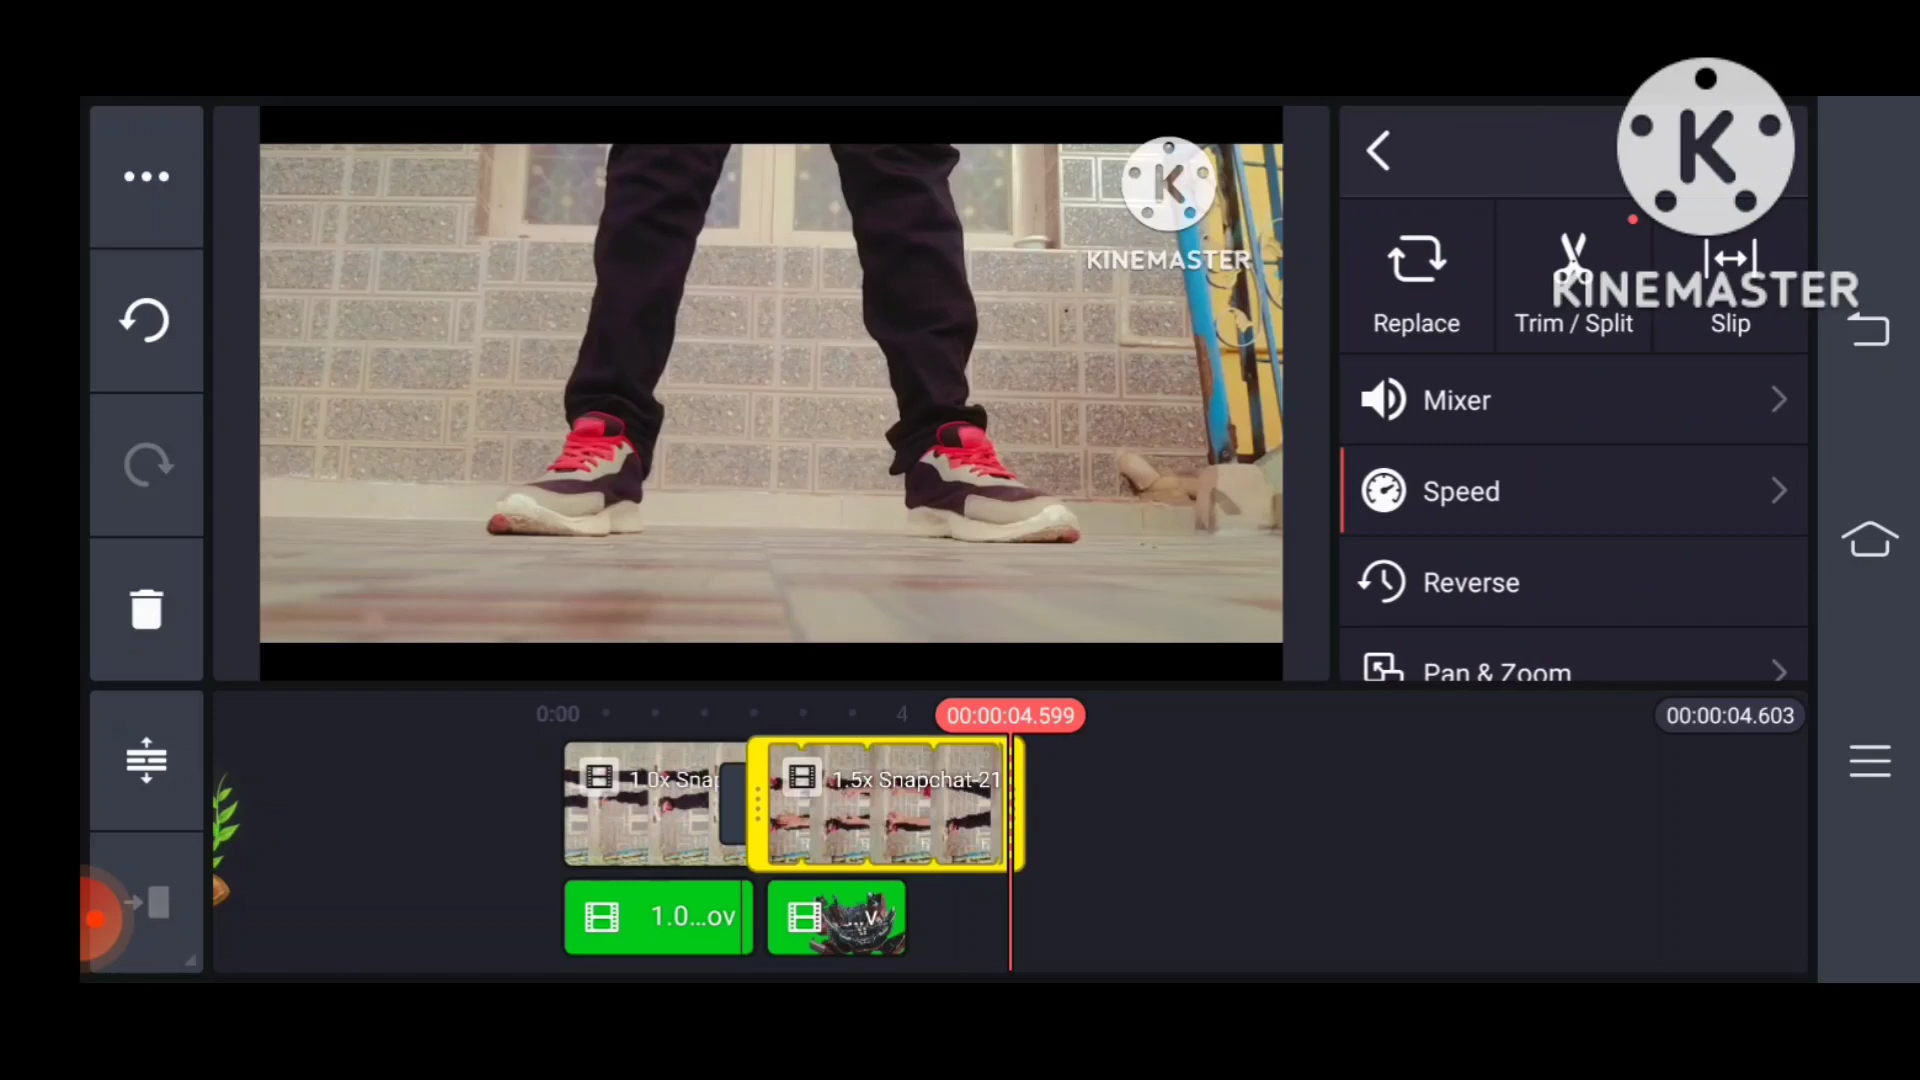 K
KINEMASTER
K
KINEMASTER
Replace
Trim / Split
Slip
Mixer
Speed
Reverse
Pan & Zoom
0:00
4
00:00:04.599
00:00:04.603
1.0x Snap
1.5x Snapchat-21
1.0...ov
...v